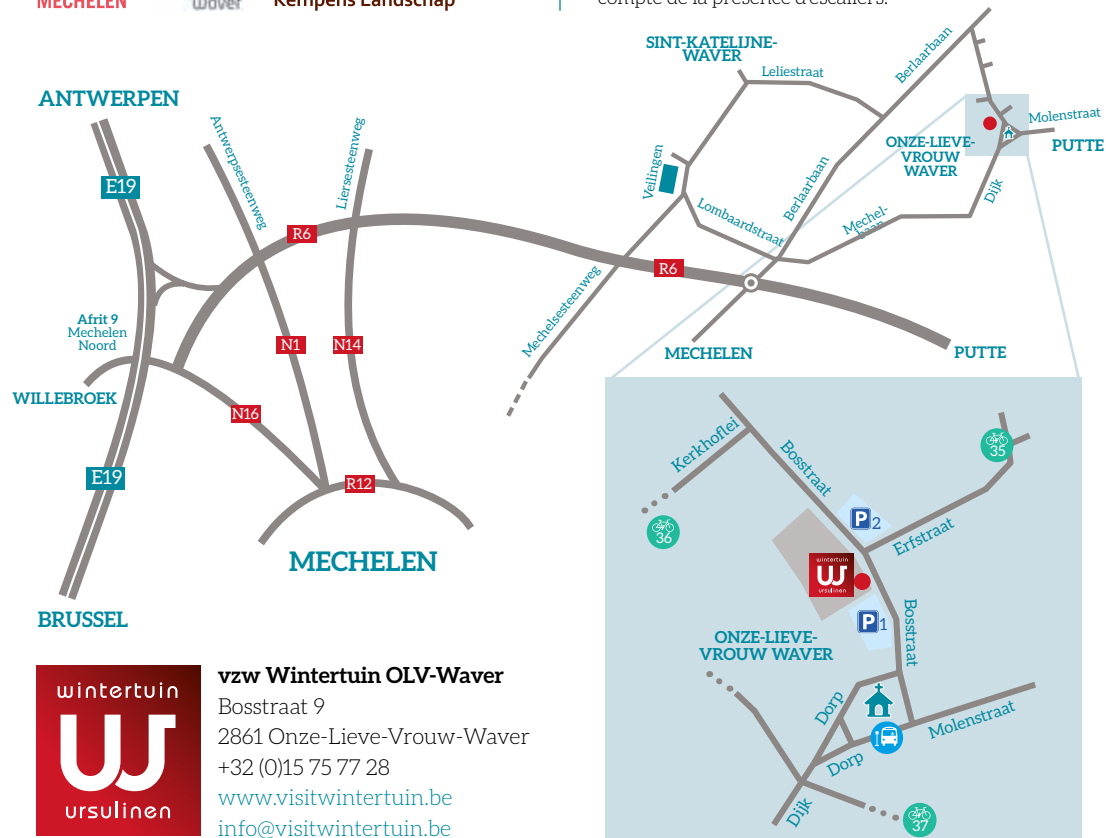 MECHELEN
waver
Kempens Landschap
compte de la présence d'escaliers.
SINT-KATELIJNE-
WAVER
Leliestraat
Berlaarbaan
ANTWERPEN
Antwerpsesteenweg
Liersesteenweg
Veilingen
Lombaardstraat
Berlaarbaan
Mechel-
baan
ONZE-LIEVE-
VROUW
WAVER
Molenstraat
PUTTE
Dijk
E19
R6
R6
Mechelsesteenweg
Afrit 9
Mechelen
Noord
N1
N14
MECHELEN
PUTTE
WILLEBROEK
N16
E19
R12
MECHELEN
BRUSSEL
Kerkhoflei
Bosstraat
35
36
P2
Erfstraat
wintertuin
ursulinen
P1
Bosstraat
ONZE-LIEVE-
VROUW WAVER
Dorp
Molenstraat
Dorp
Dijk
37
wintertuin
ursulinen
vzw Wintertuin OLV-Waver
Bosstraat 9
2861 Onze-Lieve-Vrouw-Waver
+32 (0)15 75 77 28
www.visitwintertuin.be
info@visitwintertuin.be